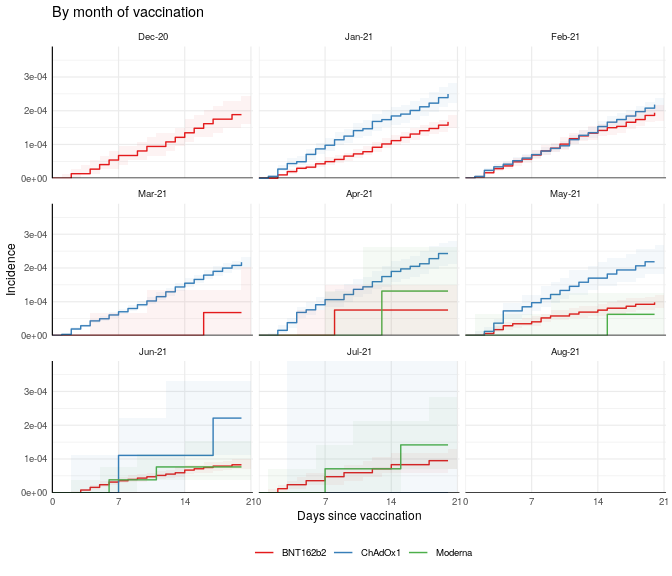 By month of vaccination
Dec-20 Jan-21 Feb-21
3e-04
2e-04
1e-04
0e+00
Mar-21 Apr-21 May-21
3e-04
2e-04
1e-04
0e+00
Jun-21 Jul-21 Aug-21
3e-04
2e-04
1e-04
0e+00
Incidence
0 7 14 21 0 7 14 21 0 7 14 21
Days since vaccination
BNT162b2 ChAdOx1 Moderna